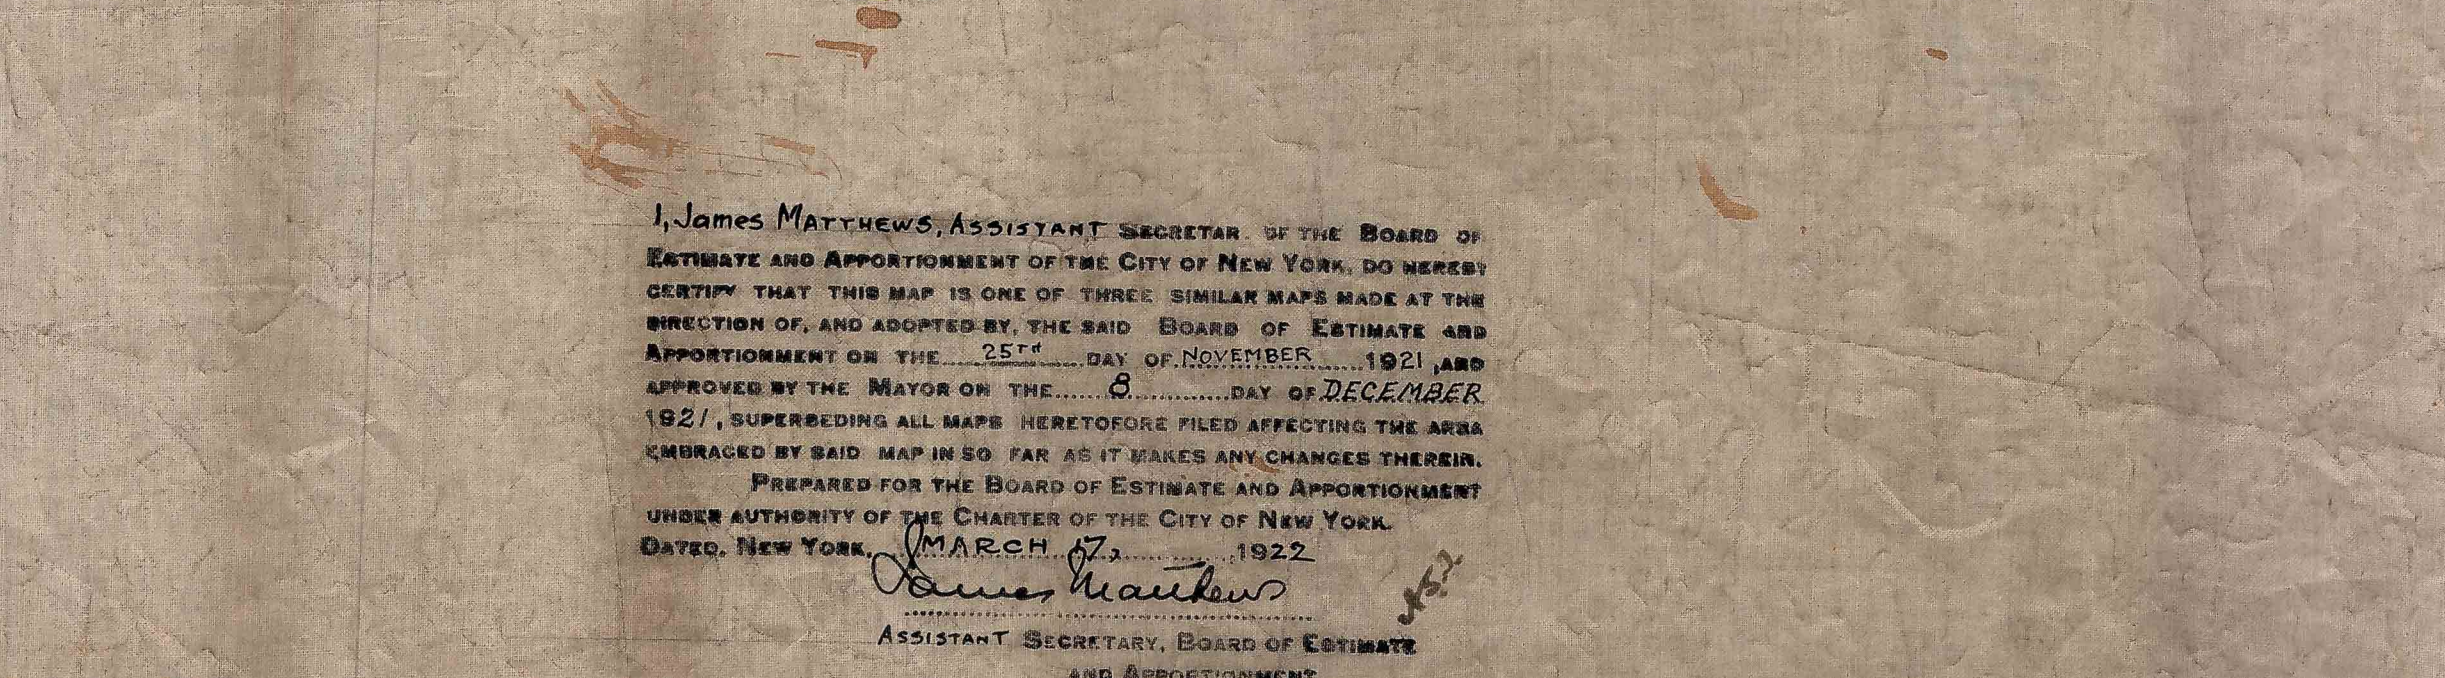 I, James MATTHEWS, ASSISTANT SECRETAR OF THE BOARD OF
ESTIMATE AND APPORTIONMENT OF THE CITY OF NEW YORK, DO HEREBY
CERTIFY THAT THIS MAP IS ONE OF THREE SIMILAR MAPS MADE AT THE
DIRECTION OF, AND ADOPTED BY, THE SAID BOARD OF ESTIMATE AND
APPORTIONMENT ON THE 25TH DAY OF NOVEMBER 1921, AND
APPROVED BY THE MAYOR ON THE 8 DAY OF DECEMBER
1921, SUPERSEDING ALL MAPS HERETOFORE FILED AFFECTING THE AREA
EMBRACED BY SAID MAP IN SO FAR AS IT MAKES ANY CHANGES THEREIN.
PREPARED FOR THE BOARD OF ESTIMATE AND APPORTIONMENT
UNDER AUTHORITY OF THE CHARTER OF THE CITY OF NEW YORK.
DATED, NEW YORK, MARCH 17, 1922
James Matthews
ASSISTANT SECRETARY, BOARD OF ESTIMATE
AND APPORTIONMENT